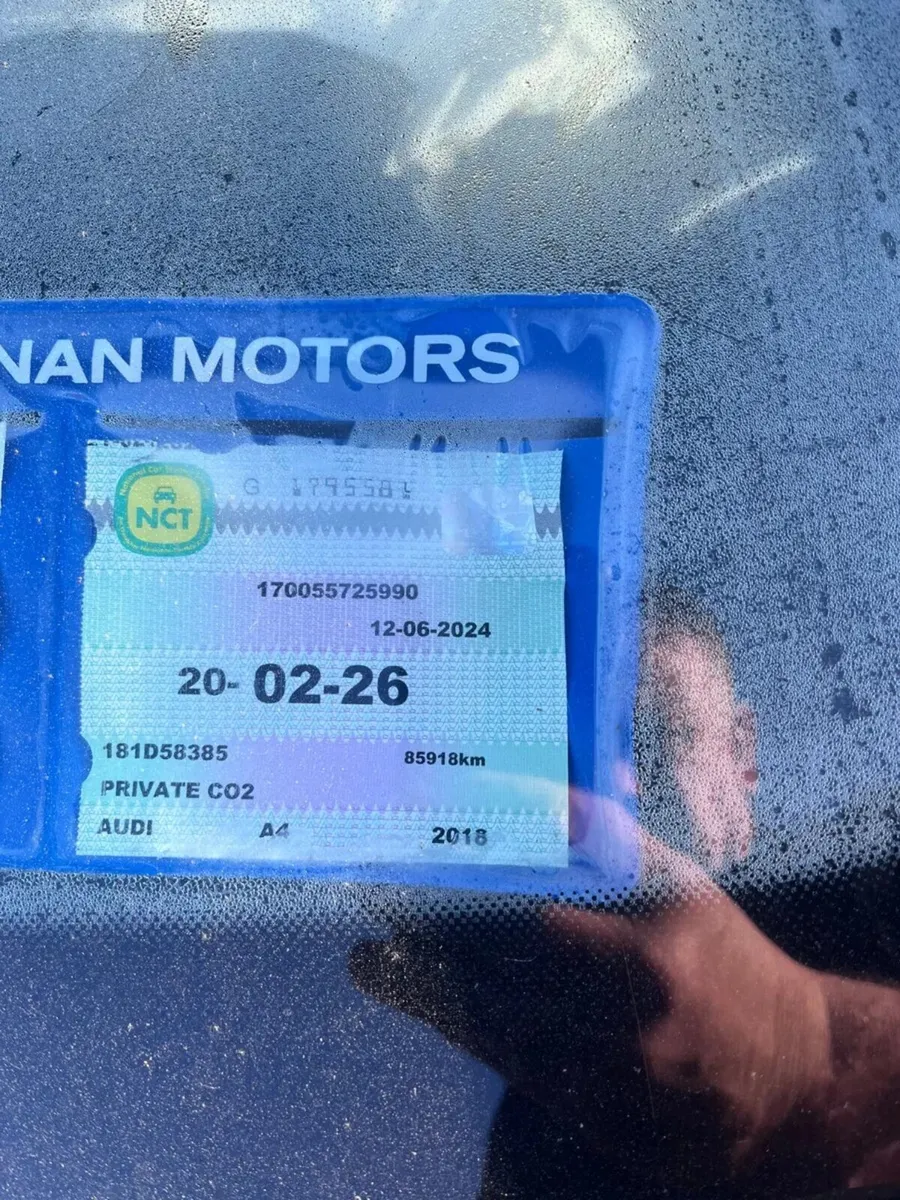 NAN MOTORS
NCT
G 1795581
170055725990
12-06-2024
20- 02-26
181D58385 85918km
PRIVATE CO2
AUDI A4 2018